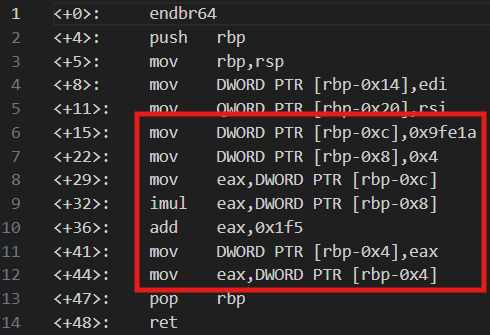 1 <+0>: endbr64
2 <+4>: push rbp
3 <+5>: mov rbp,rsp
4 <+8>: mov DWORD PTR [rbp-0x14],edi
5 <+11>: mov QWORD PTR [rbp-0x20],rsi
6 <+15>: mov DWORD PTR [rbp-0xc],0x9fe1a
7 <+22>: mov DWORD PTR [rbp-0x8],0x4
8 <+29>: mov eax,DWORD PTR [rbp-0xc]
9 <+32>: imul eax,DWORD PTR [rbp-0x8]
10 <+36>: add eax,0x1f5
11 <+41>: mov DWORD PTR [rbp-0x4],eax
12 <+44>: mov eax,DWORD PTR [rbp-0x4]
13 <+47>: pop rbp
14 <+48>: ret